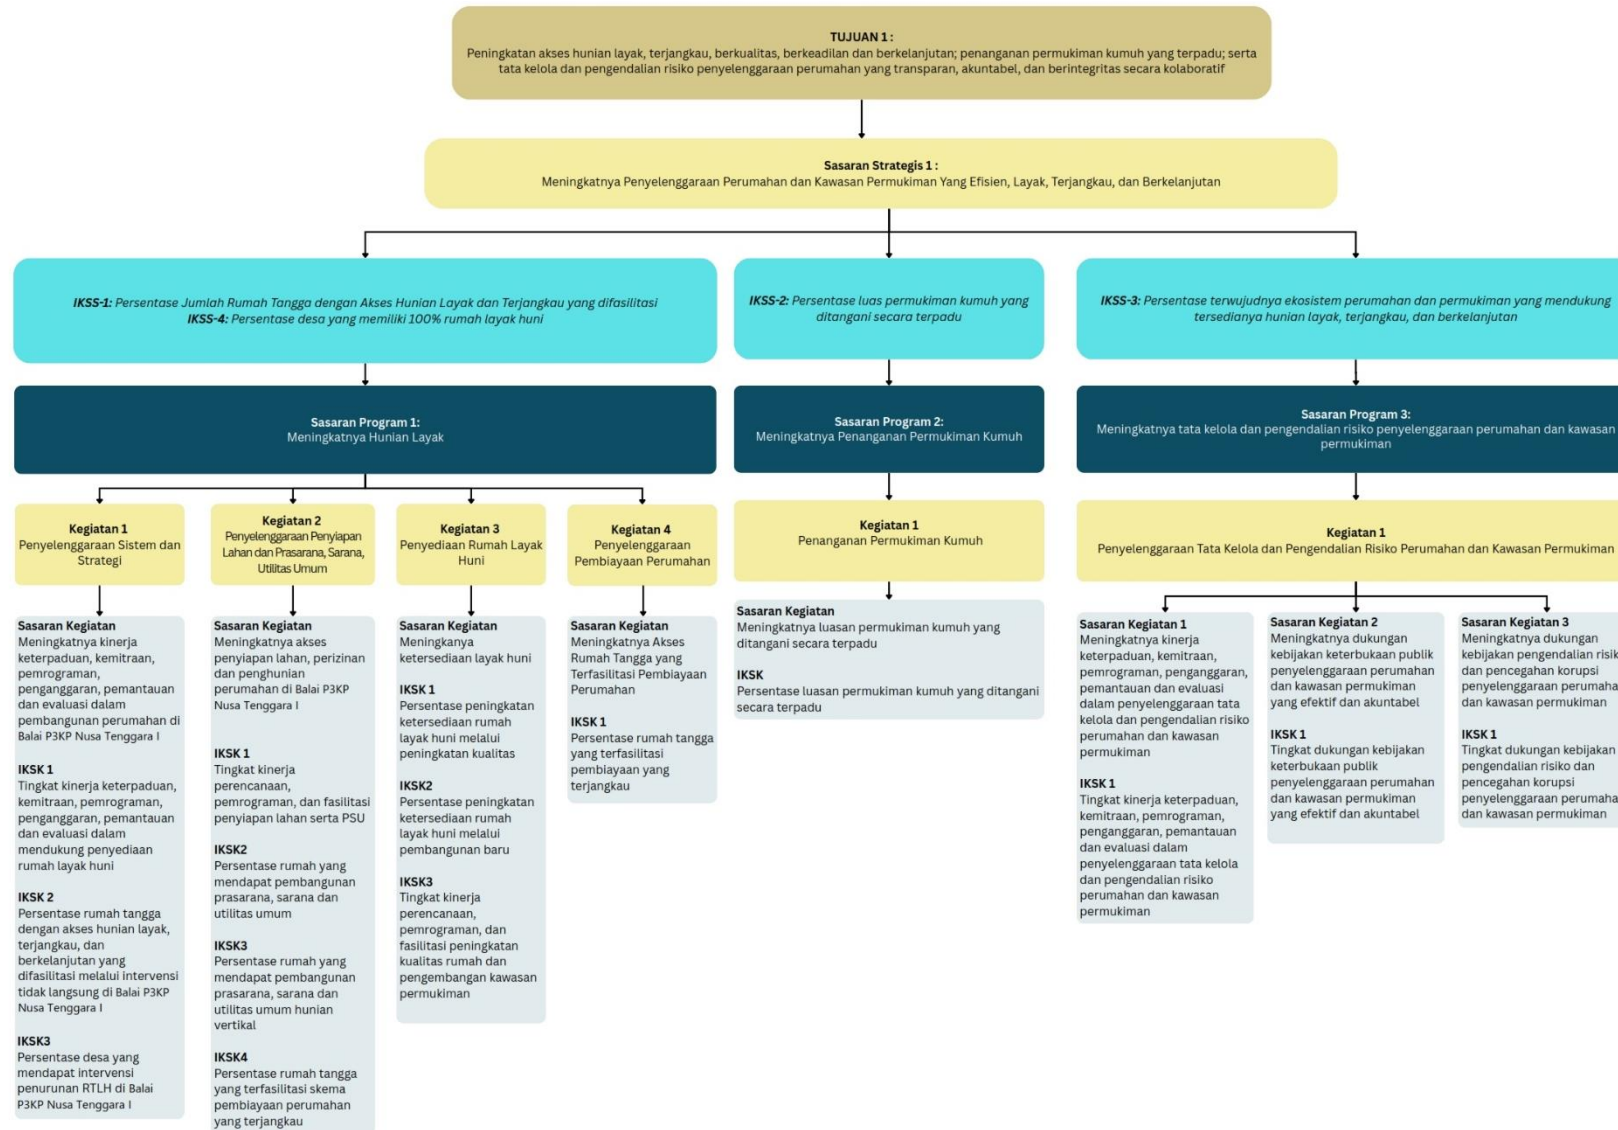 TUJUAN 1 :
Peningkatan akses hunian layak, terjangkau, berkualitas, berkeadilan dan berkelanjutan; penanganan permukiman kumuh yang terpadu; serta
tata kelola dan pengendalian risiko penyelenggaraan perumahan yang transparan, akuntabel, dan berintegritas secara kolaboratif
Sasaran Strategis 1 :
Meningkatnya Penyelenggaraan Perumahan dan Kawasan Permukiman Yang Efisien, Layak, Terjangkau, dan Berkelanjutan
IKSS-1: Persentase Jumlah Rumah Tangga dengan Akses Hunian Layak dan Terjangkau yang difasilitasi
IKSS-4: Persentase desa yang memiliki 100% rumah layak huni
IKSS-2: Persentase luas permukiman kumuh yang
ditangani secara terpadu
IKSS-3: Persentase terwujudnya ekosistem perumahan dan permukiman yang mendukung
tersedianya hunian layak, terjangkau, dan berkelanjutan
Sasaran Program 1:
Meningkatnya Hunian Layak
Sasaran Program 2:
Meningkatnya Penanganan Permukiman Kumuh
Sasaran Program 3:
Meningkatnya tata kelola dan pengendalian risiko penyelenggaraan perumahan dan kawasan
permukiman
Kegiatan 1
Penyelenggaraan Sistem dan
Strategi
Kegiatan 2
Penyelenggaraan Penyiapan
Lahan dan Prasarana, Sarana,
Utilitas Umum
Kegiatan 3
Penyediaan Rumah Layak
Huni
Kegiatan 4
Penyelenggaraan
Pembiayaan Perumahan
Kegiatan 1
Penanganan Permukiman Kumuh
Kegiatan 1
Penyelenggaraan Tata Kelola dan Pengendalian Risiko Perumahan dan Kawasan Permukiman
Sasaran Kegiatan
Meningkatnya kinerja
keterpaduan, kemitraan,
pemrograman,
penganggaran, pemantauan
dan evaluasi dalam
pembangunan perumahan di
Balai P3KP Nusa Tenggara I
IKSK 1
Tingkat kinerja keterpaduan,
kemitraan, pemrograman,
penganggaran, pemantauan
dan evaluasi dalam
mendukung penyediaan
rumah layak huni
IKSK 2
Persentase rumah tangga
dengan akses hunian layak,
terjangkau, dan
berkelanjutan yang
difasilitasi melalui intervensi
tidak langsung di Balai P3KP
Nusa Tenggara I
IKSK3
Persentase desa yang
mendapat intervensi
penurunan RTLH di Balai
P3KP Nusa Tenggara I
Sasaran Kegiatan
Meningkatnya akses
penyiapan lahan, perizinan
dan penghunian
perumahan di Balai P3KP
Nusa Tenggara I
IKSK 1
Tingkat kinerja
perencanaan,
pemrograman, dan fasilitasi
penyiapan lahan serta PSU
IKSK2
Persentase rumah yang
mendapat pembangunan
prasarana, sarana dan
utilitas umum
IKSK3
Persentase rumah yang
mendapat pembangunan
prasarana, sarana dan
utilitas umum hunian
vertikal
IKSK4
Persentase rumah tangga
yang terfasilitasi skema
pembiayaan perumahan
yang terjangkau
Sasaran Kegiatan
Meningkanya
ketersediaan layak huni
IKSK 1
Persentase peningkatan
ketersediaan rumah
layak huni melalui
peningkatan kualitas
IKSK2
Persentase peningkatan
ketersediaan rumah
layak huni melalui
pembangunan baru
IKSK3
Tingkat kinerja
perencanaan,
pemrograman, dan
fasilitasi peningkatan
kualitas rumah dan
pengembangan kawasan
permukiman
Sasaran Kegiatan
Meningkatnya Akses
Rumah Tangga yang
Terfasilitasi Pembiayaan
Perumahan
IKSK 1
Persentase rumah tangga
yang terfasilitasi
pembiayaan yang
terjangkau
Sasaran Kegiatan
Meningkatnya luasan permukiman kumuh yang
ditangani secara terpadu
IKSK
Persentase luasan permukiman kumuh yang ditangani
secara terpadu
Sasaran Kegiatan 1
Meningkatnya kinerja
keterpaduan, kemitraan,
pemrograman, penganggaran,
pemantauan dan evaluasi
dalam penyelenggaraan tata
kelola dan pengendalian risiko
perumahan dan kawasan
permukiman
IKSK 1
Tingkat kinerja keterpaduan,
kemitraan, pemrograman,
penganggaran, pemantauan
dan evaluasi dalam
penyelenggaraan tata kelola
dan pengendalian risiko
perumahan dan kawasan
permukiman
Sasaran Kegiatan 2
Meningkatnya dukungan
kebijakan keterbukaan publik
penyelenggaraan perumahan
dan kawasan permukiman
yang efektif dan akuntabel
IKSK 1
Tingkat dukungan kebijakan
keterbukaan publik
penyelenggaraan perumahan
dan kawasan permukiman
yang efektif dan akuntabel
Sasaran Kegiatan 3
Meningkatnya dukungan
kebijakan pengendalian risik
dan pencegahan korupsi
penyelenggaraan perumaha
dan kawasan permukiman
IKSK 1
Tingkat dukungan kebijakan
pengendalian risiko dan
pencegahan korupsi
penyelenggaraan perumaha
dan kawasan permukiman